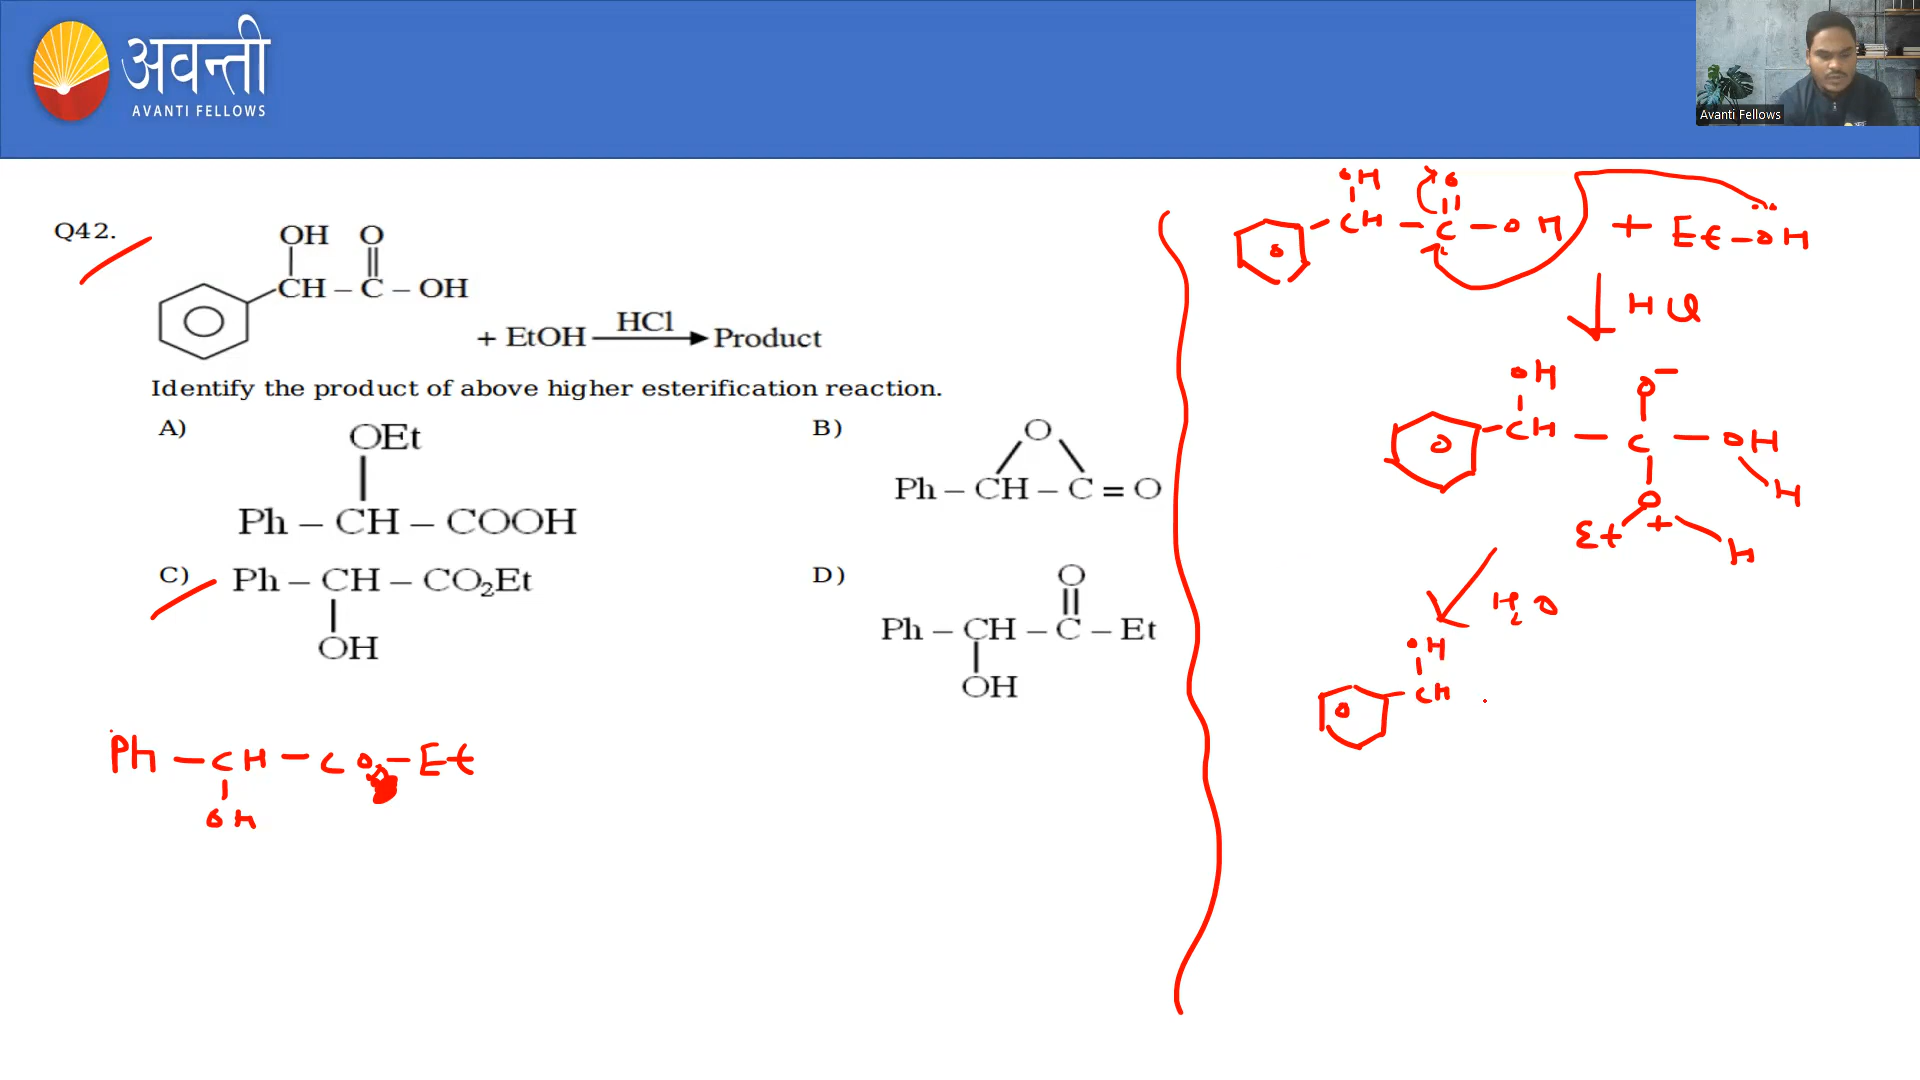 अवन्ती
AVANTI FELLOWS
Avanti Fellows
Q42.
OH O
CH – C – OH
+ EtOH HCl Product
Identify the product of above higher esterification reaction.
A)
OEt
Ph – CH – COOH
B)
O
Ph – CH – C = O
C) Ph – CH – CO₂Et
OH
D)
O
Ph – CH – C – Et
OH
Ph – CH – CO – Et
OH
OH O
CH – C – OH + Et – OH
HCl
OH O⁻
CH – C – OH
H
O
Et + H
H₂O
OH
CH